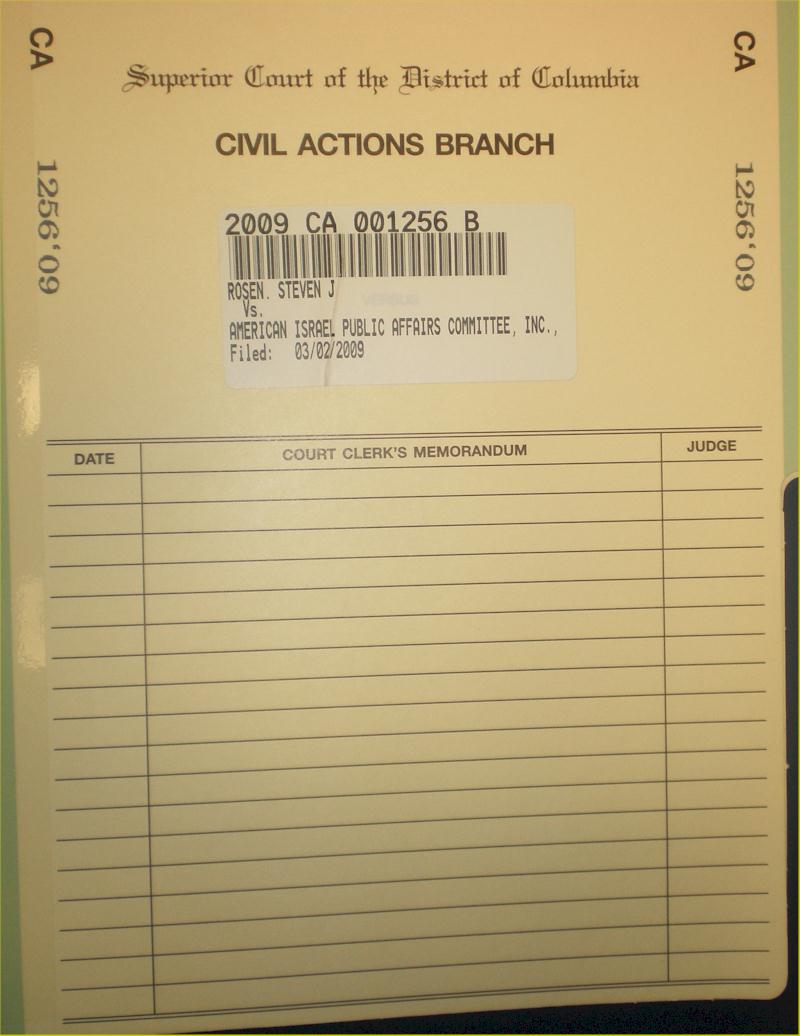 CA
CA
Superior Court of the District of Columbia
CIVIL ACTIONS BRANCH
1256'09
1256'09
2009 CA 001256 B
ROSEN. STEVEN J
Vs.
AMERICAN ISRAEL PUBLIC AFFAIRS COMMITTEE, INC.,
Filed: 03/02/2009
DATE COURT CLERK'S MEMORANDUM JUDGE